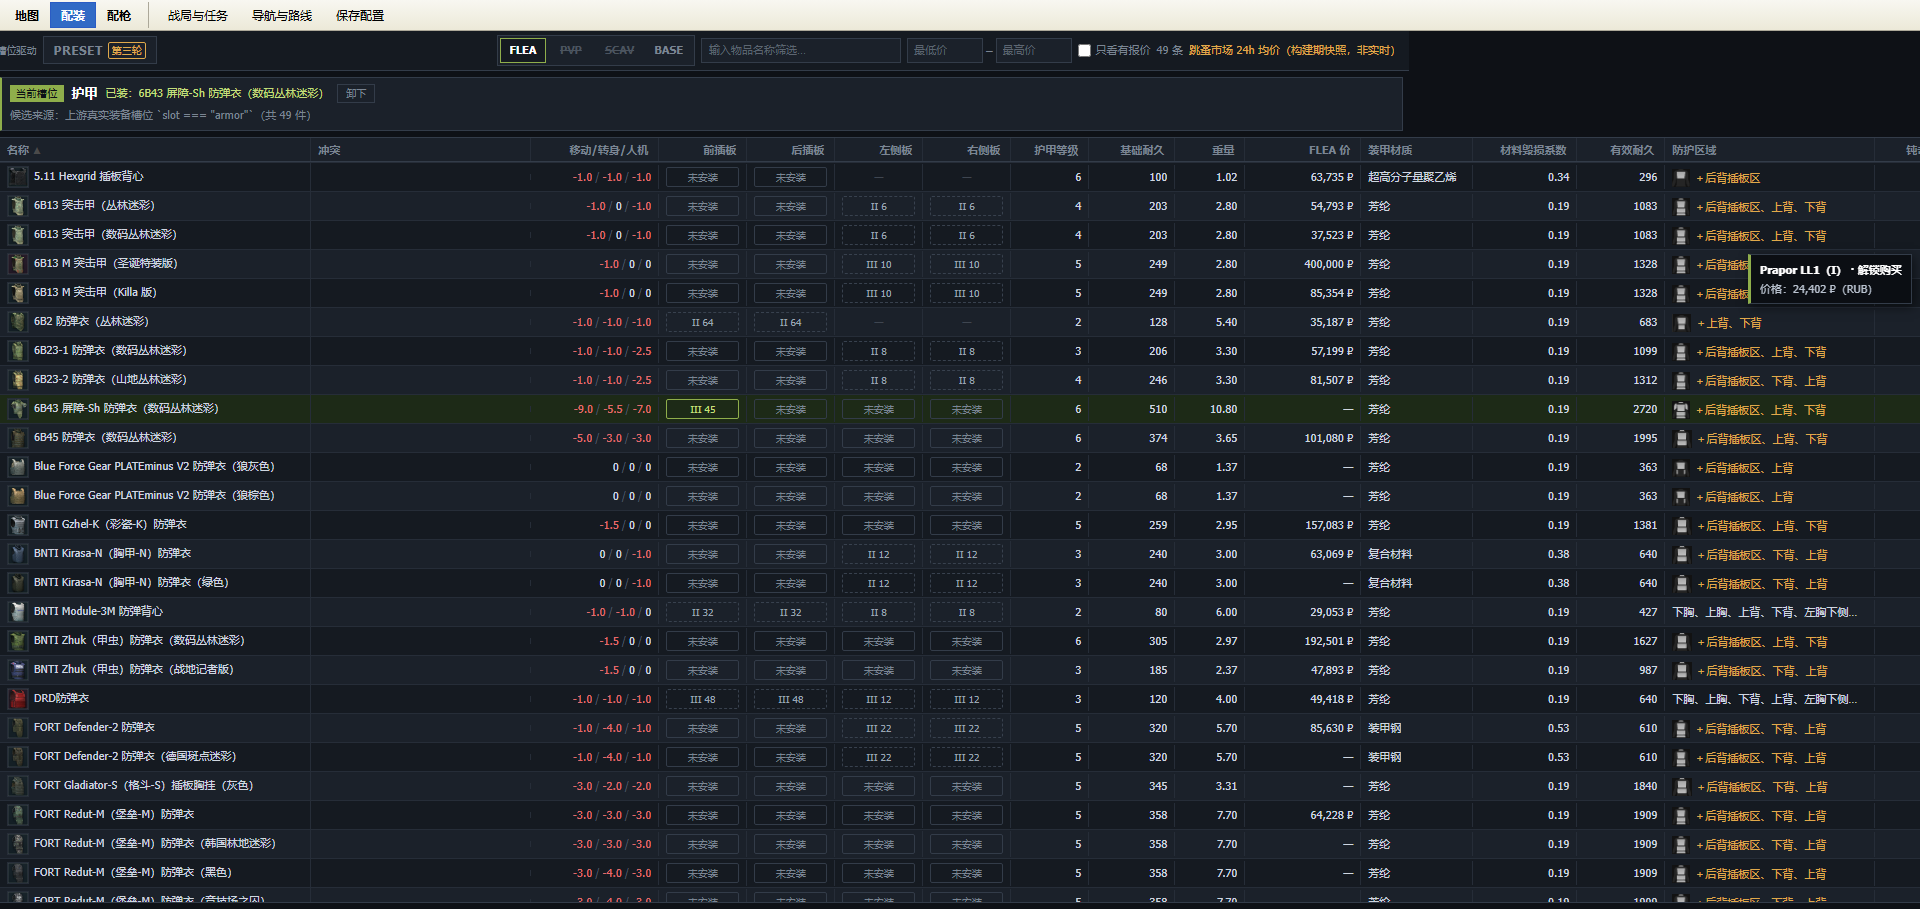 地图 配装 配枪 战局与任务 导航与路线 保存配置
槽位驱动 PRESET 第三轮 FLEA PVP SCAV BASE 输入物品名称筛选... 最低价 – 最高价 只看有报价 49 条 跳蚤市场 24h 均价（构建期快照，非实时）
当前槽位 护甲 已装：6B43 屏障-Sh 防弹衣（数码丛林迷彩） 卸下
候选来源：上游真实装备槽位 `slot === "armor"`（共 49 件）
名称 ▲ 冲突 移动/转身/人机 前插板 后插板 左侧板 右侧板 护甲等级 基础耐久 重量 FLEA 价 装甲材质 材料毁损系数 有效耐久 防护区域
5.11 Hexgrid 插板背心 -1.0 / -1.0 / -1.0 未安装 未安装 — — 6 100 1.02 63,735 ₽ 超高分子量聚乙烯 0.34 296 +后背插板区
6B13 突击甲（丛林迷彩） -1.0 / 0 / -1.0 未安装 未安装 II 6 II 6 4 203 2.80 54,793 ₽ 芳纶 0.19 1083 +后背插板区、上背、下背
6B13 突击甲（数码丛林迷彩） -1.0 / 0 / -1.0 未安装 未安装 II 6 II 6 4 203 2.80 37,523 ₽ 芳纶 0.19 1083 +后背插板区、上背、下背
6B13 M 突击甲（圣诞特装版） -1.0 / 0 / 0 未安装 未安装 III 10 III 10 5 249 2.80 400,000 ₽ 芳纶 0.19 1328 +后背插
Prapor LL1（I）・解锁购买
价格：24,402 ₽（RUB）
6B13 M 突击甲（Killa 版） -1.0 / 0 / 0 未安装 未安装 III 10 III 10 5 249 2.80 85,354 ₽ 芳纶 0.19 1328 +后背插
6B2 防弹衣（丛林迷彩） -1.0 / -1.0 / -1.0 II 64 II 64 — — 2 128 5.40 35,187 ₽ 芳纶 0.19 683 +上背、下背
6B23-1 防弹衣（数码丛林迷彩） -1.0 / -1.0 / -2.5 未安装 未安装 II 8 II 8 3 206 3.30 57,199 ₽ 芳纶 0.19 1099 +后背插板区、上背、下背
6B23-2 防弹衣（山地丛林迷彩） -1.0 / -1.0 / -2.5 未安装 未安装 II 8 II 8 4 246 3.30 81,507 ₽ 芳纶 0.19 1312 +后背插板区、下背、上背
6B43 屏障-Sh 防弹衣（数码丛林迷彩） -9.0 / -5.5 / -7.0 III 45 未安装 未安装 未安装 6 510 10.80 — 芳纶 0.19 2720 +后背插板区、上背、下背
6B45 防弹衣（数码丛林迷彩） -5.0 / -3.0 / -3.0 未安装 未安装 未安装 未安装 6 374 3.65 101,080 ₽ 芳纶 0.19 1995 +后背插板区、下背、上背
Blue Force Gear PLATEminus V2 防弹衣（狼灰色） 0 / 0 / 0 未安装 未安装 未安装 未安装 2 68 1.37 — 芳纶 0.19 363 +后背插板区、上背
Blue Force Gear PLATEminus V2 防弹衣（狼棕色） 0 / 0 / 0 未安装 未安装 未安装 未安装 2 68 1.37 — 芳纶 0.19 363 +后背插板区、上背
BNTI Gzhel-K（彩瓷-K）防弹衣 -1.5 / 0 / 0 未安装 未安装 未安装 未安装 5 259 2.95 157,083 ₽ 芳纶 0.19 1381 +后背插板区、上背、下背
BNTI Kirasa-N（胸甲-N）防弹衣 0 / 0 / -1.0 未安装 未安装 II 12 II 12 3 240 3.00 63,069 ₽ 复合材料 0.38 640 +后背插板区、下背、上背
BNTI Kirasa-N（胸甲-N）防弹衣（绿色） 0 / 0 / -1.0 未安装 未安装 II 12 II 12 3 240 3.00 — 复合材料 0.38 640 +后背插板区、下背、上背
BNTI Module-3M 防弹背心 -1.0 / -1.0 / 0 II 32 II 32 II 8 II 8 2 80 6.00 29,053 ₽ 芳纶 0.19 427 下胸、上胸、上背、下背、左胸下侧...
BNTI Zhuk（甲虫）防弹衣（数码丛林迷彩） -1.5 / 0 / 0 未安装 未安装 未安装 未安装 6 305 2.97 192,501 ₽ 芳纶 0.19 1627 +后背插板区、上背、下背
BNTI Zhuk（甲虫）防弹衣（战地记者版） -1.5 / 0 / 0 未安装 未安装 未安装 未安装 3 185 2.37 47,893 ₽ 芳纶 0.19 987 +后背插板区、下背、上背
DRD防弹衣 -1.0 / -1.0 / -1.0 III 48 III 48 III 12 III 12 3 120 4.00 49,418 ₽ 芳纶 0.19 640 下胸、上胸、下背、上背、左胸下侧...
FORT Defender-2 防弹衣 -1.0 / -4.0 / -1.0 未安装 未安装 III 22 III 22 5 320 5.70 85,630 ₽ 装甲钢 0.53 610 +后背插板区、下背、上背
FORT Defender-2 防弹衣（德国斑点迷彩） -1.0 / -4.0 / -1.0 未安装 未安装 III 22 III 22 5 320 5.70 — 装甲钢 0.53 610 +后背插板区、下背、上背
FORT Gladiator-S（格斗-S）插板胸挂（灰色） -3.0 / -2.0 / -2.0 未安装 未安装 未安装 未安装 5 345 3.31 — 芳纶 0.19 1840 +后背插板区、下背、上背
FORT Redut-M（堡垒-M）防弹衣 -3.0 / -3.0 / -3.0 未安装 未安装 未安装 未安装 5 358 7.70 64,228 ₽ 芳纶 0.19 1909 +后背插板区、下背、上背
FORT Redut-M（堡垒-M）防弹衣（韩国林地迷彩） -3.0 / -3.0 / -3.0 未安装 未安装 未安装 未安装 5 358 7.70 — 芳纶 0.19 1909 +后背插板区、下背、上背
FORT Redut-M（堡垒-M）防弹衣（黑色） -3.0 / -4.0 / -3.0 未安装 未安装 未安装 未安装 5 358 7.70 — 芳纶 0.19 1909 +后背插板区、下背、上背
FORT Redut-M（堡垒-M）防弹衣